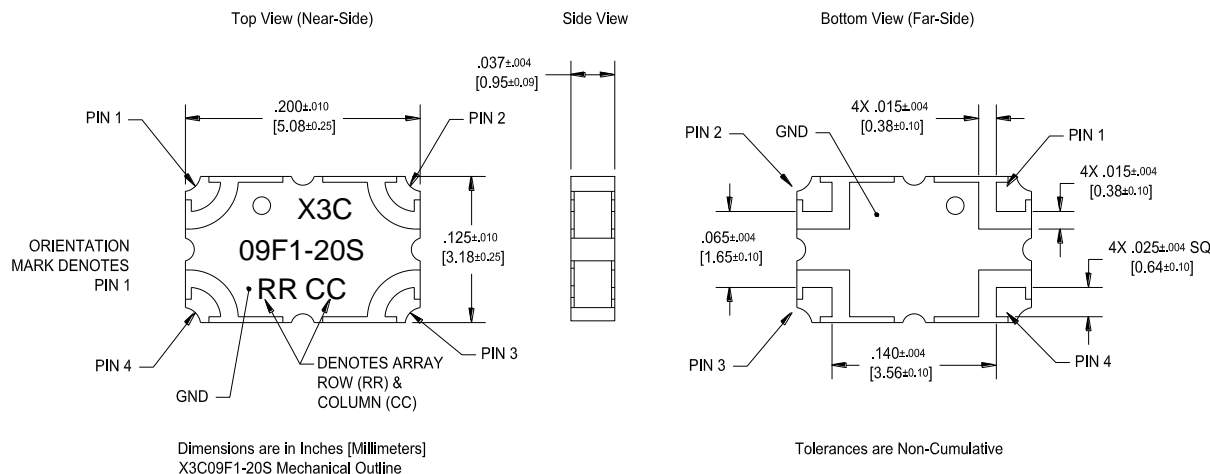 Top View (Near-Side)
Side View
Bottom View (Far-Side)
.037±.004
[0.95±0.09]
.200±.010
[5.08±0.25]
PIN 1
PIN 2
4X .015±.004
[0.38±0.10]
PIN 2
GND
PIN 1
4X .015±.004
[0.38±0.10]
X3C
09F1-20S
RR CC
.125±.010
[3.18±0.25]
ORIENTATION
MARK DENOTES
PIN 1
.065±.004
[1.65±0.10]
4X .025±.004 SQ
[0.64±0.10]
PIN 4
PIN 3
GND
DENOTES ARRAY
ROW (RR) &
COLUMN (CC)
PIN 3
.140±.004
[3.56±0.10]
PIN 4
Dimensions are in Inches [Millimeters]
X3C09F1-20S Mechanical Outline
Tolerances are Non-Cumulative